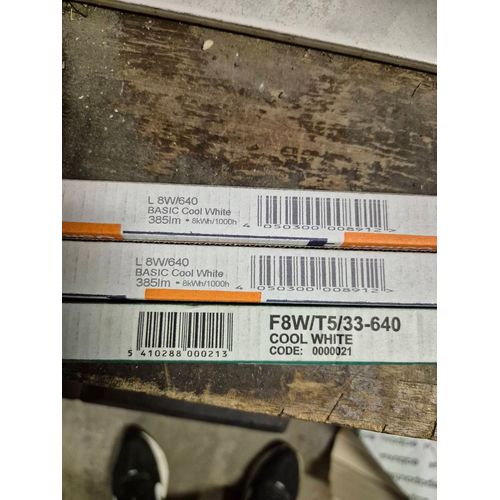 L 8W/640
BASIC Cool White
385lm • 8kWh/1000h
4 050300 008912
L 8W/640
BASIC Cool White
385lm • 8kWh/1000h
4 050300 008912
5 410288 000213
F8W/T5/33-640
COOL WHITE
CODE: 0000021